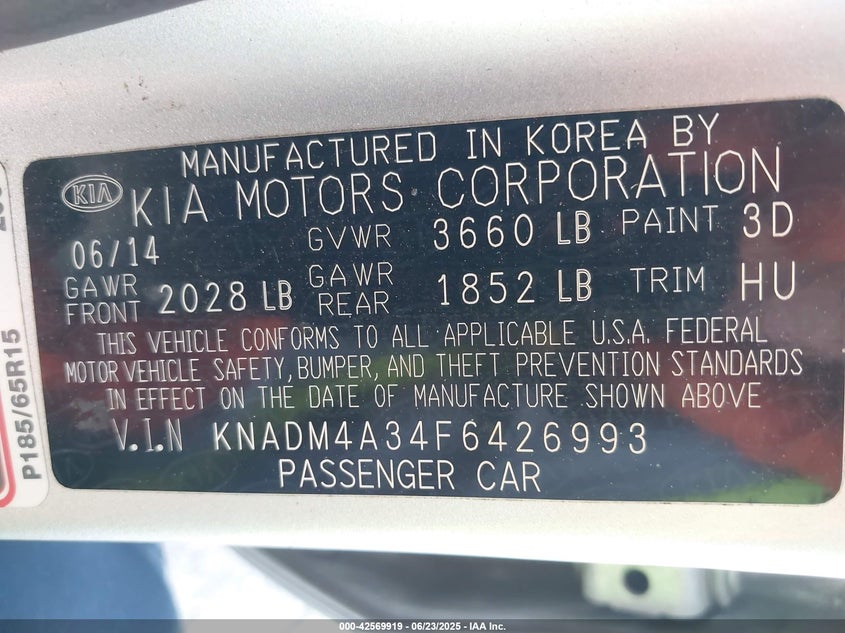 MANUFACTURED IN KOREA BY
KIA
KIA MOTORS CORPORATION
06/14 GVWR 3660 LB PAINT 3D
GAWR FRONT 2028 LB GAWR REAR 1852 LB TRIM HU
THIS VEHICLE CONFORMS TO ALL APPLICABLE U.S.A. FEDERAL
MOTOR VEHICLE SAFETY, BUMPER, AND THEFT PREVENTION STANDARDS
IN EFFECT ON THE DATE OF MANUFACTURE SHOWN ABOVE
V.I.N KNADM4A34F6426993
PASSENGER CAR
P185/65R15
000-42569919 - 06/23/2025 - IAA Inc.